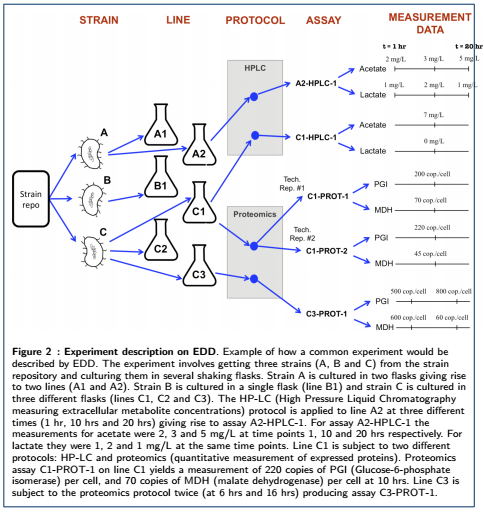 STRAIN LINE PROTOCOL ASSAY MEASUREMENT DATA
t = 1 hr t = 20 hr
2 mg/L 3 mg/L 5 mg/L
HPLC
Acetate
A2-HPLC-1
1 mg/L 2 mg/L 1 mg/L
Lactate
7 mg/L
Acetate
C1-HPLC-1
0 mg/L
Lactate
A
A1
A2
B
B1
Strain repo
C
C1
C2
C3
Proteomics
Tech. Rep. #1
C1-PROT-1
200 cop./cell
PGI
70 cop./cell
MDH
Tech. Rep. #2
C1-PROT-2
220 cop./cell
PGI
45 cop./cell
MDH
C3-PROT-1
500 cop./cell 800 cop./cell
PGI
600 cop./cell 60 cop./cell
MDH
Figure 2 : Experiment description on EDD. Example of how a common experiment would be
described by EDD. The experiment involves getting three strains (A, B and C) from the strain
repository and culturing them in several shaking flasks. Strain A is cultured in two flasks giving rise
to two lines (A1 and A2). Strain B is cultured in a single flask (line B1) and strain C is cultured in
three different flasks (lines C1, C2 and C3). The HP-LC (High Pressure Liquid Chromatography
measuring extracellular metabolite concentrations) protocol is applied to line A2 at three different
times (1 hr, 10 hrs and 20 hrs) giving rise to assay A2-HPLC-1. For assay A2-HPLC-1 the
measurements for acetate were 2, 3 and 5 mg/L at time points 1, 10 and 20 hrs respectively. For
lactate they were 1, 2 and 1 mg/L at the same time points. Line C1 is subject to two different
protocols: HP-LC and proteomics (quantitative measurement of expressed proteins). Proteomics
assay C1-PROT-1 on line C1 yields a measurement of 220 copies of PGI (Glucose-6-phosphate
isomerase) per cell, and 70 copies of MDH (malate dehydrogenase) per cell at 10 hrs. Line C3 is
subject to the proteomics protocol twice (at 6 hrs and 16 hrs) producing assay C3-PROT-1.